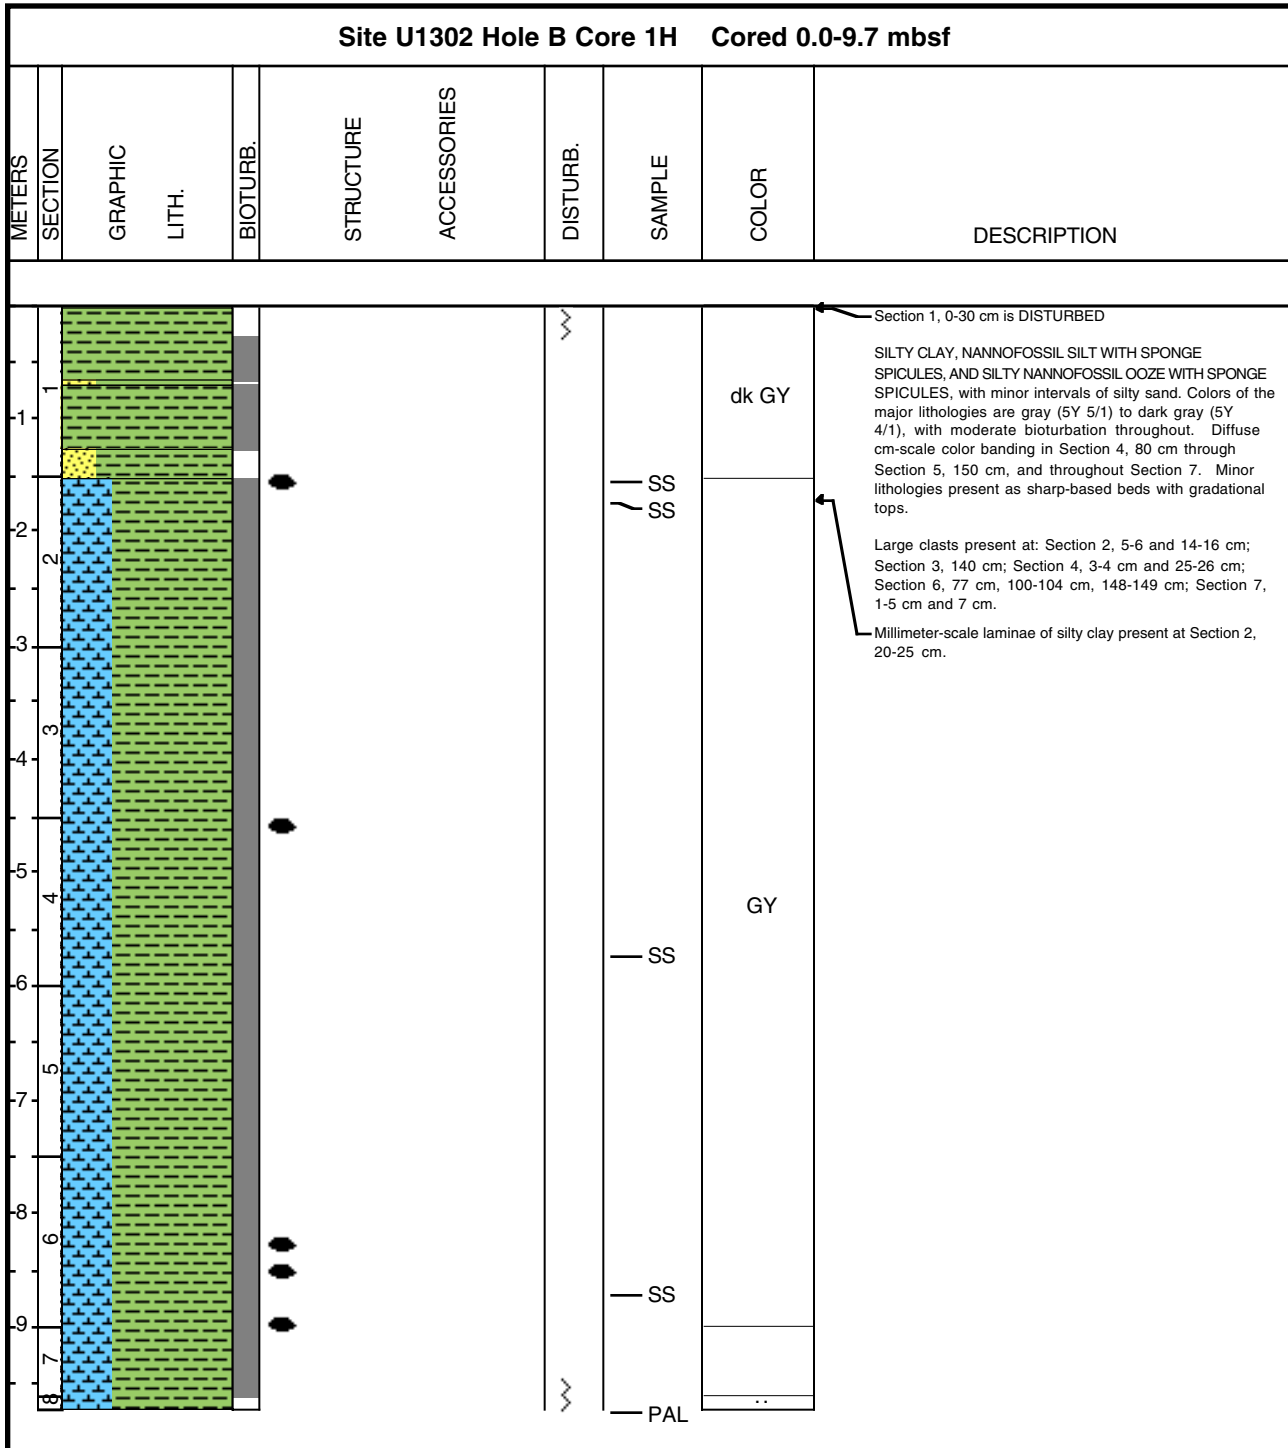 Site U1302 Hole B Core 1H Cored 0.0-9.7 mbsf
METERS
SECTION
GRAPHIC
LITH.
BIOTURB.
STRUCTURE
ACCESSORIES
DISTURB.
SAMPLE
COLOR
DESCRIPTION
Section 1, 0-30 cm is DISTURBED
SILTY CLAY, NANNOFOSSIL SILT WITH SPONGE
SPICULES, AND SILTY NANNOFOSSIL OOZE WITH SPONGE
SPICULES, with minor intervals of silty sand. Colors of the
major lithologies are gray (5Y 5/1) to dark gray (5Y
4/1), with moderate bioturbation throughout. Diffuse
cm-scale color banding in Section 4, 80 cm through
Section 5, 150 cm, and throughout Section 7. Minor
lithologies present as sharp-based beds with gradational
tops.
Large clasts present at: Section 2, 5-6 and 14-16 cm;
Section 3, 140 cm; Section 4, 3-4 cm and 25-26 cm;
Section 6, 77 cm, 100-104 cm, 148-149 cm; Section 7,
1-5 cm and 7 cm.
Millimeter-scale laminae of silty clay present at Section 2,
20-25 cm.
1
2
3
4
5
6
7
8
9
1
2
3
4
5
6
7
8
SS
SS
SS
SS
PAL
dk GY
GY
..